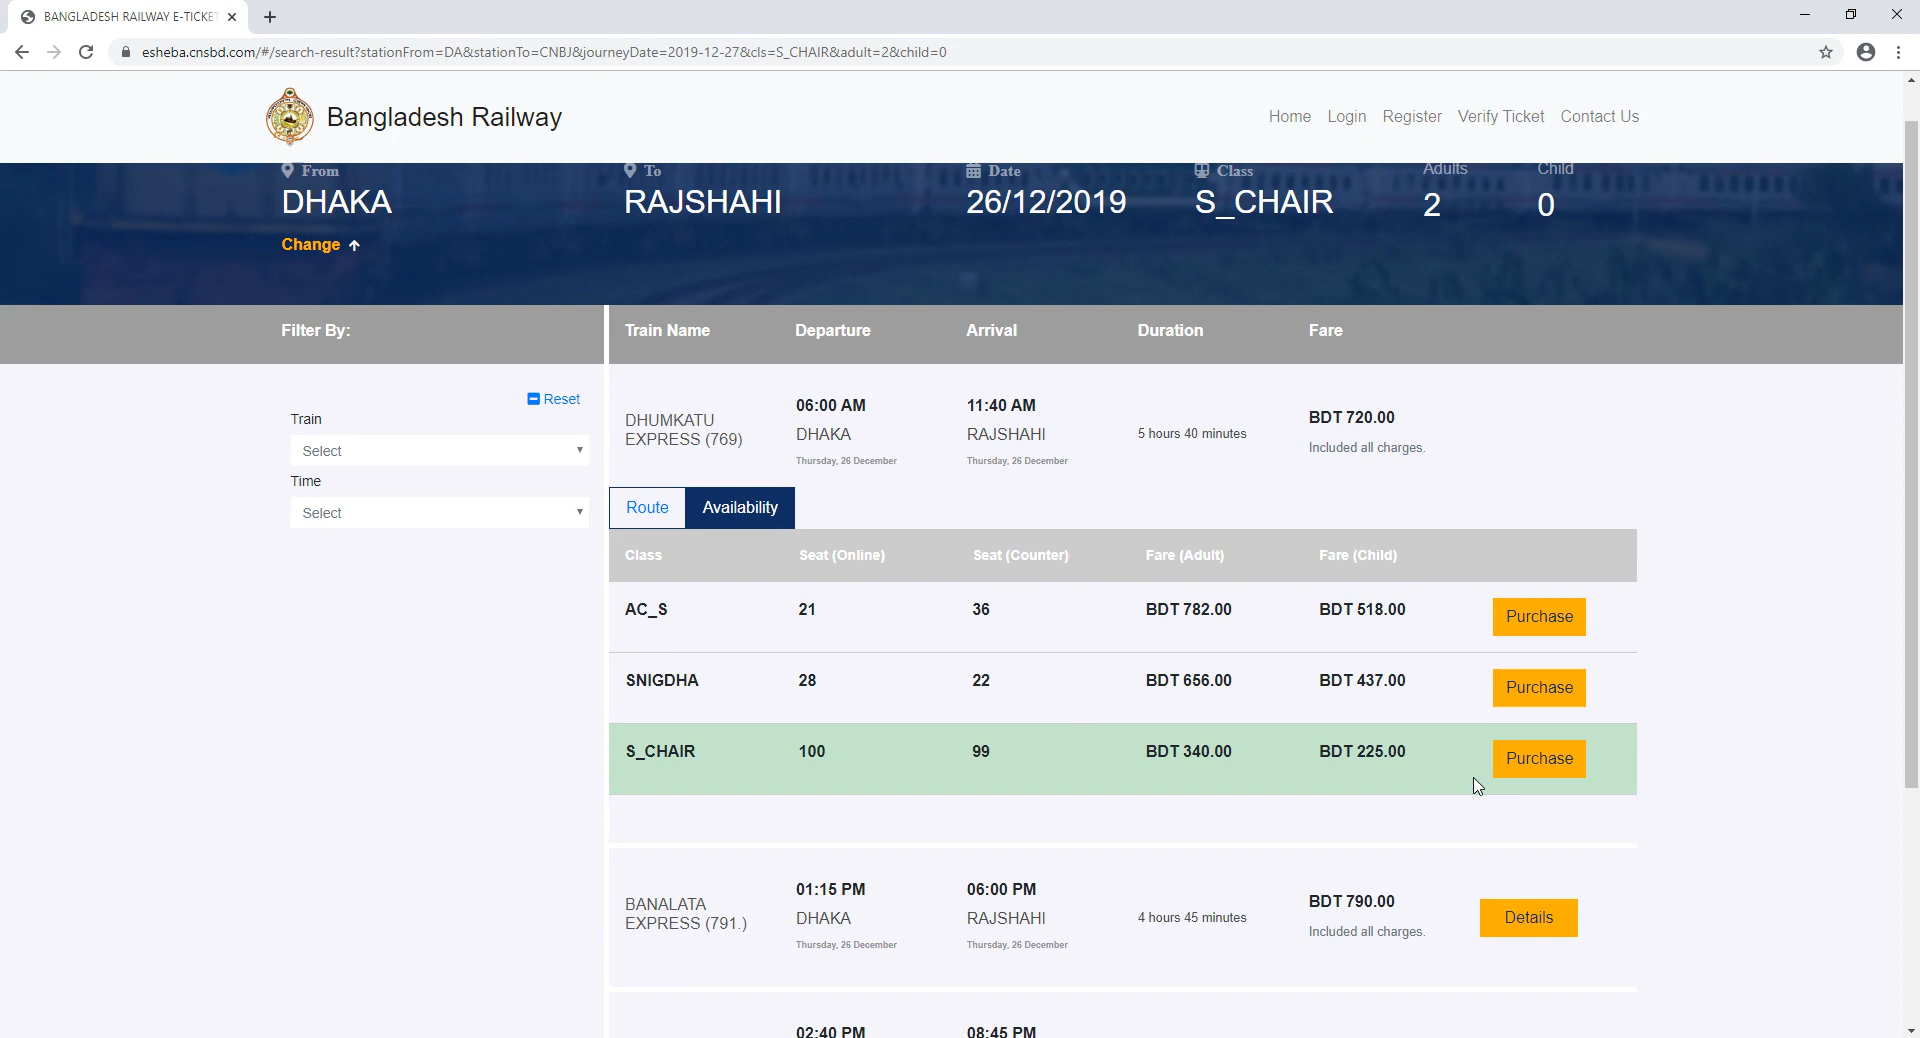 BANGLADESH RAILWAY E-TICKET
esheba.cnsbd.com/#/search-result?stationFrom=DA&stationTo=CNBJ&journeyDate=2019-12-27&cls=S_CHAIR&adult=2&child=0
Bangladesh Railway
Home Login Register Verify Ticket Contact Us
From To Date Class Adults Child
DHAKA RAJSHAHI 26/12/2019 S_CHAIR 2 0
Change
Filter By: Train Name Departure Arrival Duration Fare
Reset
Train
Select
Time
Select
06:00 AM 11:40 AM
DHUMKATU BDT 720.00
EXPRESS (769) DHAKA RAJSHAHI 5 hours 40 minutes
Included all charges.
Thursday, 26 December Thursday, 26 December
Route Availability
Class Seat (Online) Seat (Counter) Fare (Adult) Fare (Child)
AC_S 21 36 BDT 782.00 BDT 518.00 Purchase
SNIGDHA 28 22 BDT 656.00 BDT 437.00 Purchase
S_CHAIR 100 99 BDT 340.00 BDT 225.00 Purchase
01:15 PM 06:00 PM
BANALATA BDT 790.00
EXPRESS (791.) DHAKA RAJSHAHI 4 hours 45 minutes Details
Included all charges.
Thursday, 26 December Thursday, 26 December
02:40 PM 08:45 PM